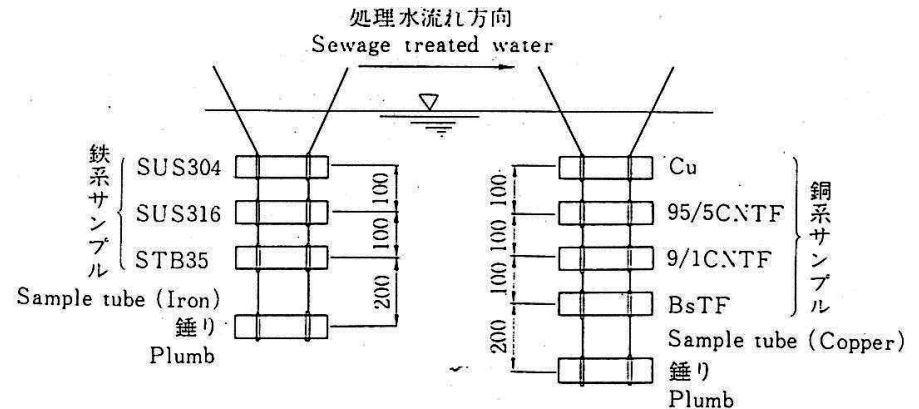 処理水流れ方向
Sewage treated water
鉄系サンプル
SUS304
SUS316
STB35
Sample tube (Iron)
錘り
Plumb
100
100
200
Cu
95/5CNTF
9/1CNTF
BsTF
銅系サンプル
Sample tube (Copper)
錘り
Plumb
100
100
100
200